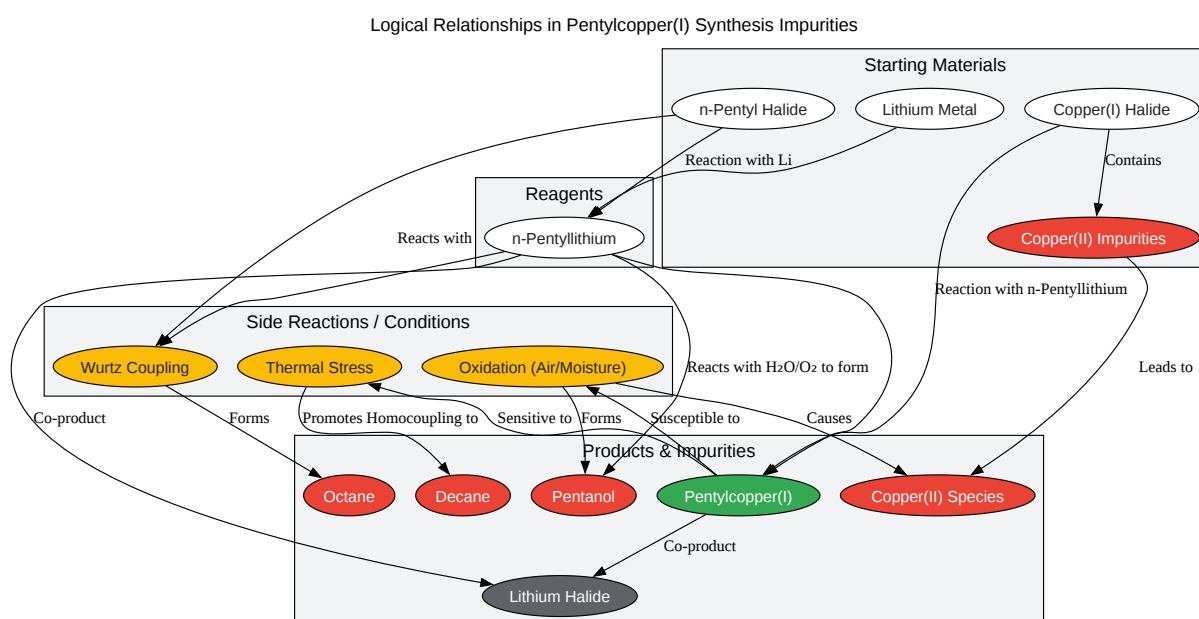 Logical Relationships in Pentylcopper(I) Synthesis Impurities
Starting Materials
n-Pentyl Halide
Lithium Metal
Copper(I) Halide
Reaction with Li
Contains
Reagents
n-Pentyllithium
Copper(II) Impurities
Reacts with
Reaction with n-Pentyllithium
Side Reactions / Conditions
Wurtz Coupling
Thermal Stress
Oxidation (Air/Moisture)
Reacts with H₂O/O₂ to form
Leads to
Co-product
Forms
Promotes Homocoupling to
Sensitive to
Forms
Susceptible to
Causes
Products & Impurities
Octane
Decane
Pentanol
Pentylcopper(I)
Copper(II) Species
Co-product
Lithium Halide